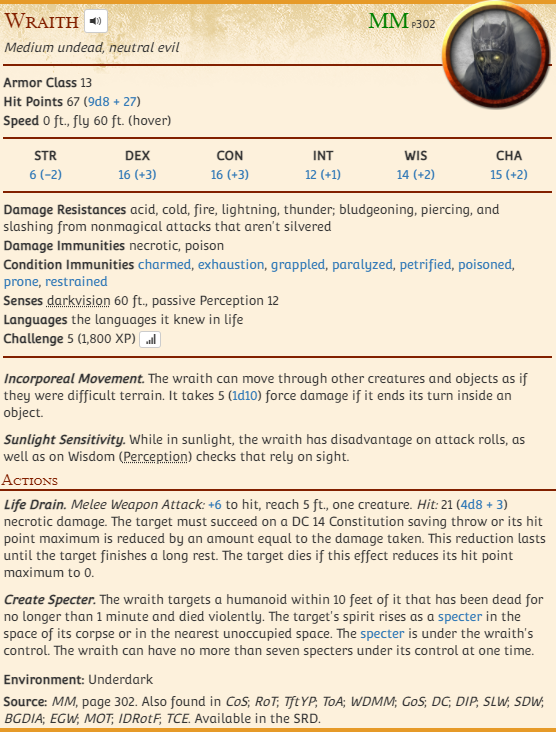 Wraith MM P302
Medium undead, neutral evil
Armor Class 13
Hit Points 67 (9d8 + 27)
Speed 0 ft., fly 60 ft. (hover)
STR DEX CON INT WIS CHA
6 (−2) 16 (+3) 16 (+3) 12 (+1) 14 (+2) 15 (+2)
Damage Resistances acid, cold, fire, lightning, thunder; bludgeoning, piercing, and
slashing from nonmagical attacks that aren't silvered
Damage Immunities necrotic, poison
Condition Immunities charmed, exhaustion, grappled, paralyzed, petrified, poisoned,
prone, restrained
Senses darkvision 60 ft., passive Perception 12
Languages the languages it knew in life
Challenge 5 (1,800 XP)
Incorporeal Movement. The wraith can move through other creatures and objects as if
they were difficult terrain. It takes 5 (1d10) force damage if it ends its turn inside an
object.
Sunlight Sensitivity. While in sunlight, the wraith has disadvantage on attack rolls, as
well as on Wisdom (Perception) checks that rely on sight.
Actions
Life Drain. Melee Weapon Attack: +6 to hit, reach 5 ft., one creature. Hit: 21 (4d8 + 3)
necrotic damage. The target must succeed on a DC 14 Constitution saving throw or its hit
point maximum is reduced by an amount equal to the damage taken. This reduction lasts
until the target finishes a long rest. The target dies if this effect reduces its hit point
maximum to 0.
Create Specter. The wraith targets a humanoid within 10 feet of it that has been dead for
no longer than 1 minute and died violently. The target's spirit rises as a specter in the
space of its corpse or in the nearest unoccupied space. The specter is under the wraith's
control. The wraith can have no more than seven specters under its control at one time.
Environment: Underdark
Source: MM, page 302. Also found in CoS; RoT; TftYP; ToA; WDMM; GoS; DC; DIP; SLW; SDW;
BGDIA; EGW; MOT; IDRotF; TCE. Available in the SRD.